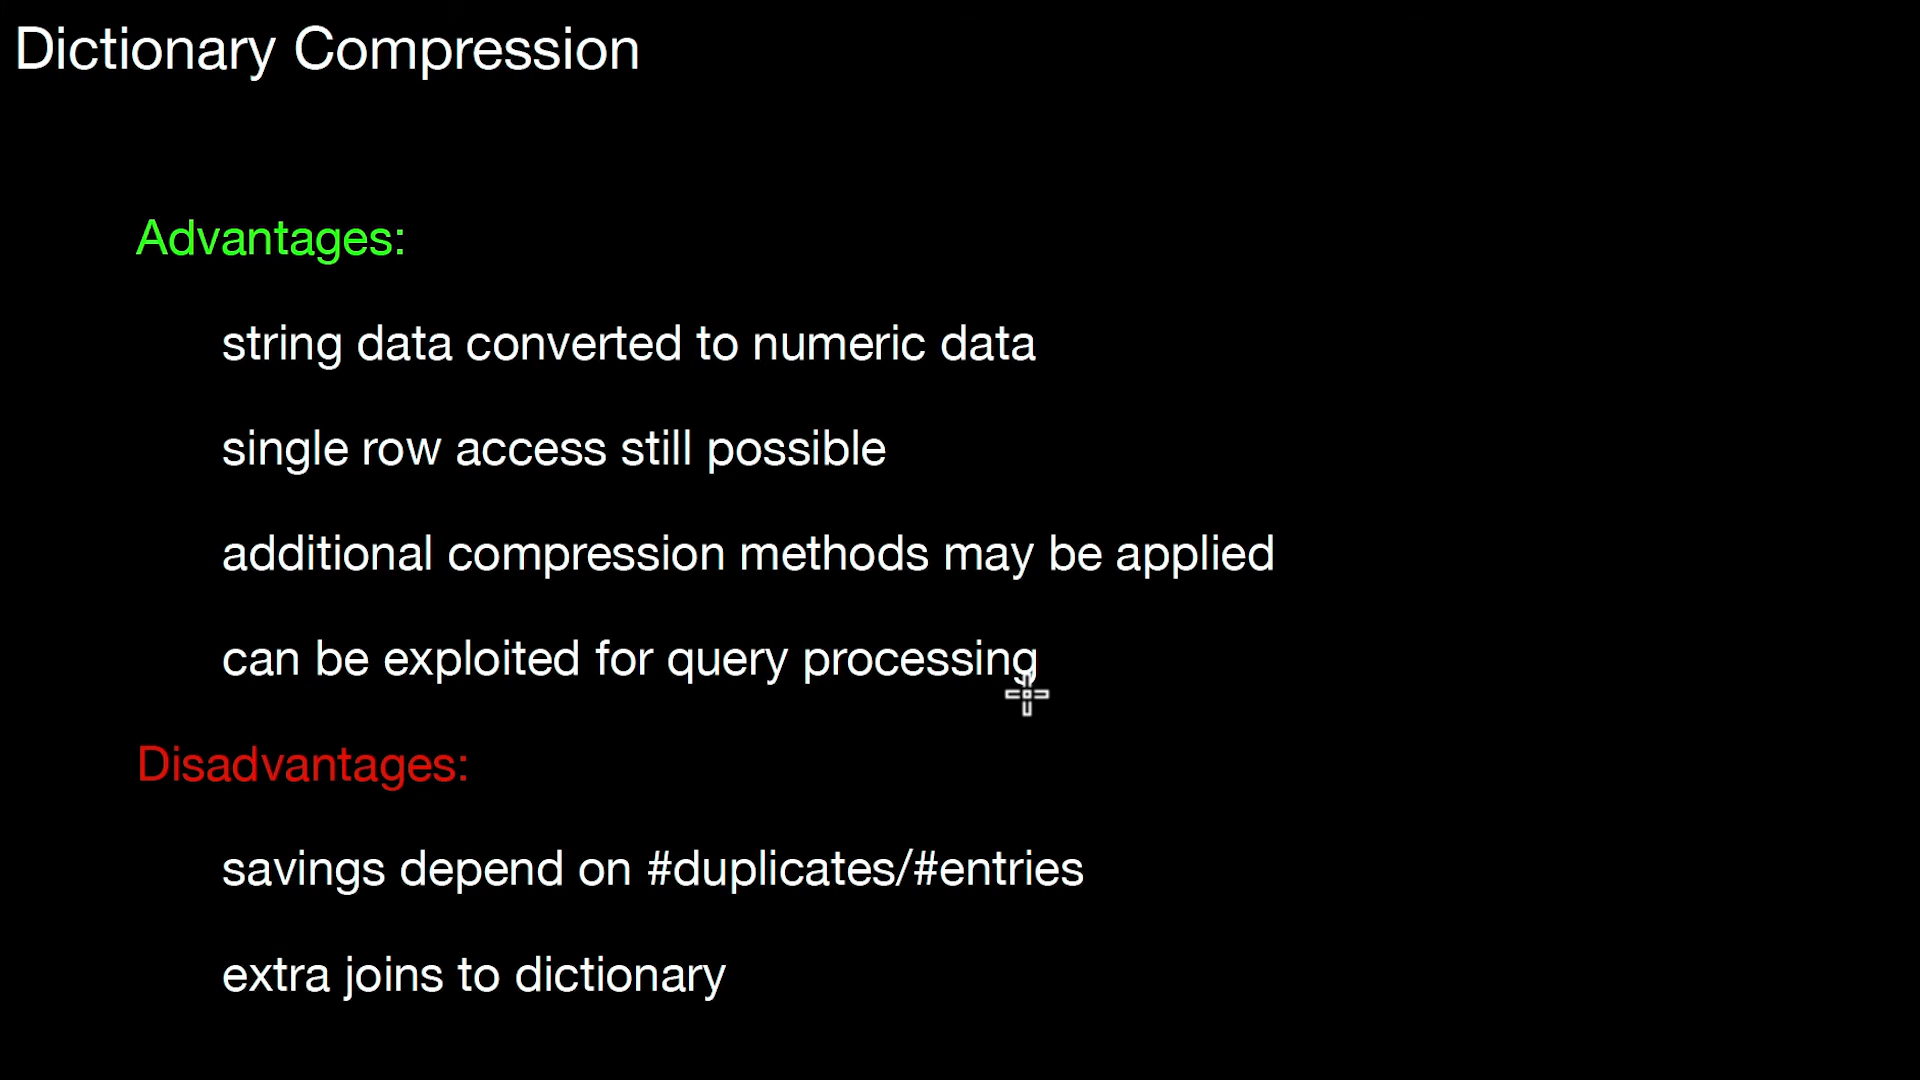 Dictionary Compression
Advantages:
string data converted to numeric data
single row access still possible
additional compression methods may be applied
can be exploited for query processing
Disadvantages:
savings depend on #duplicates/#entries
extra joins to dictionary